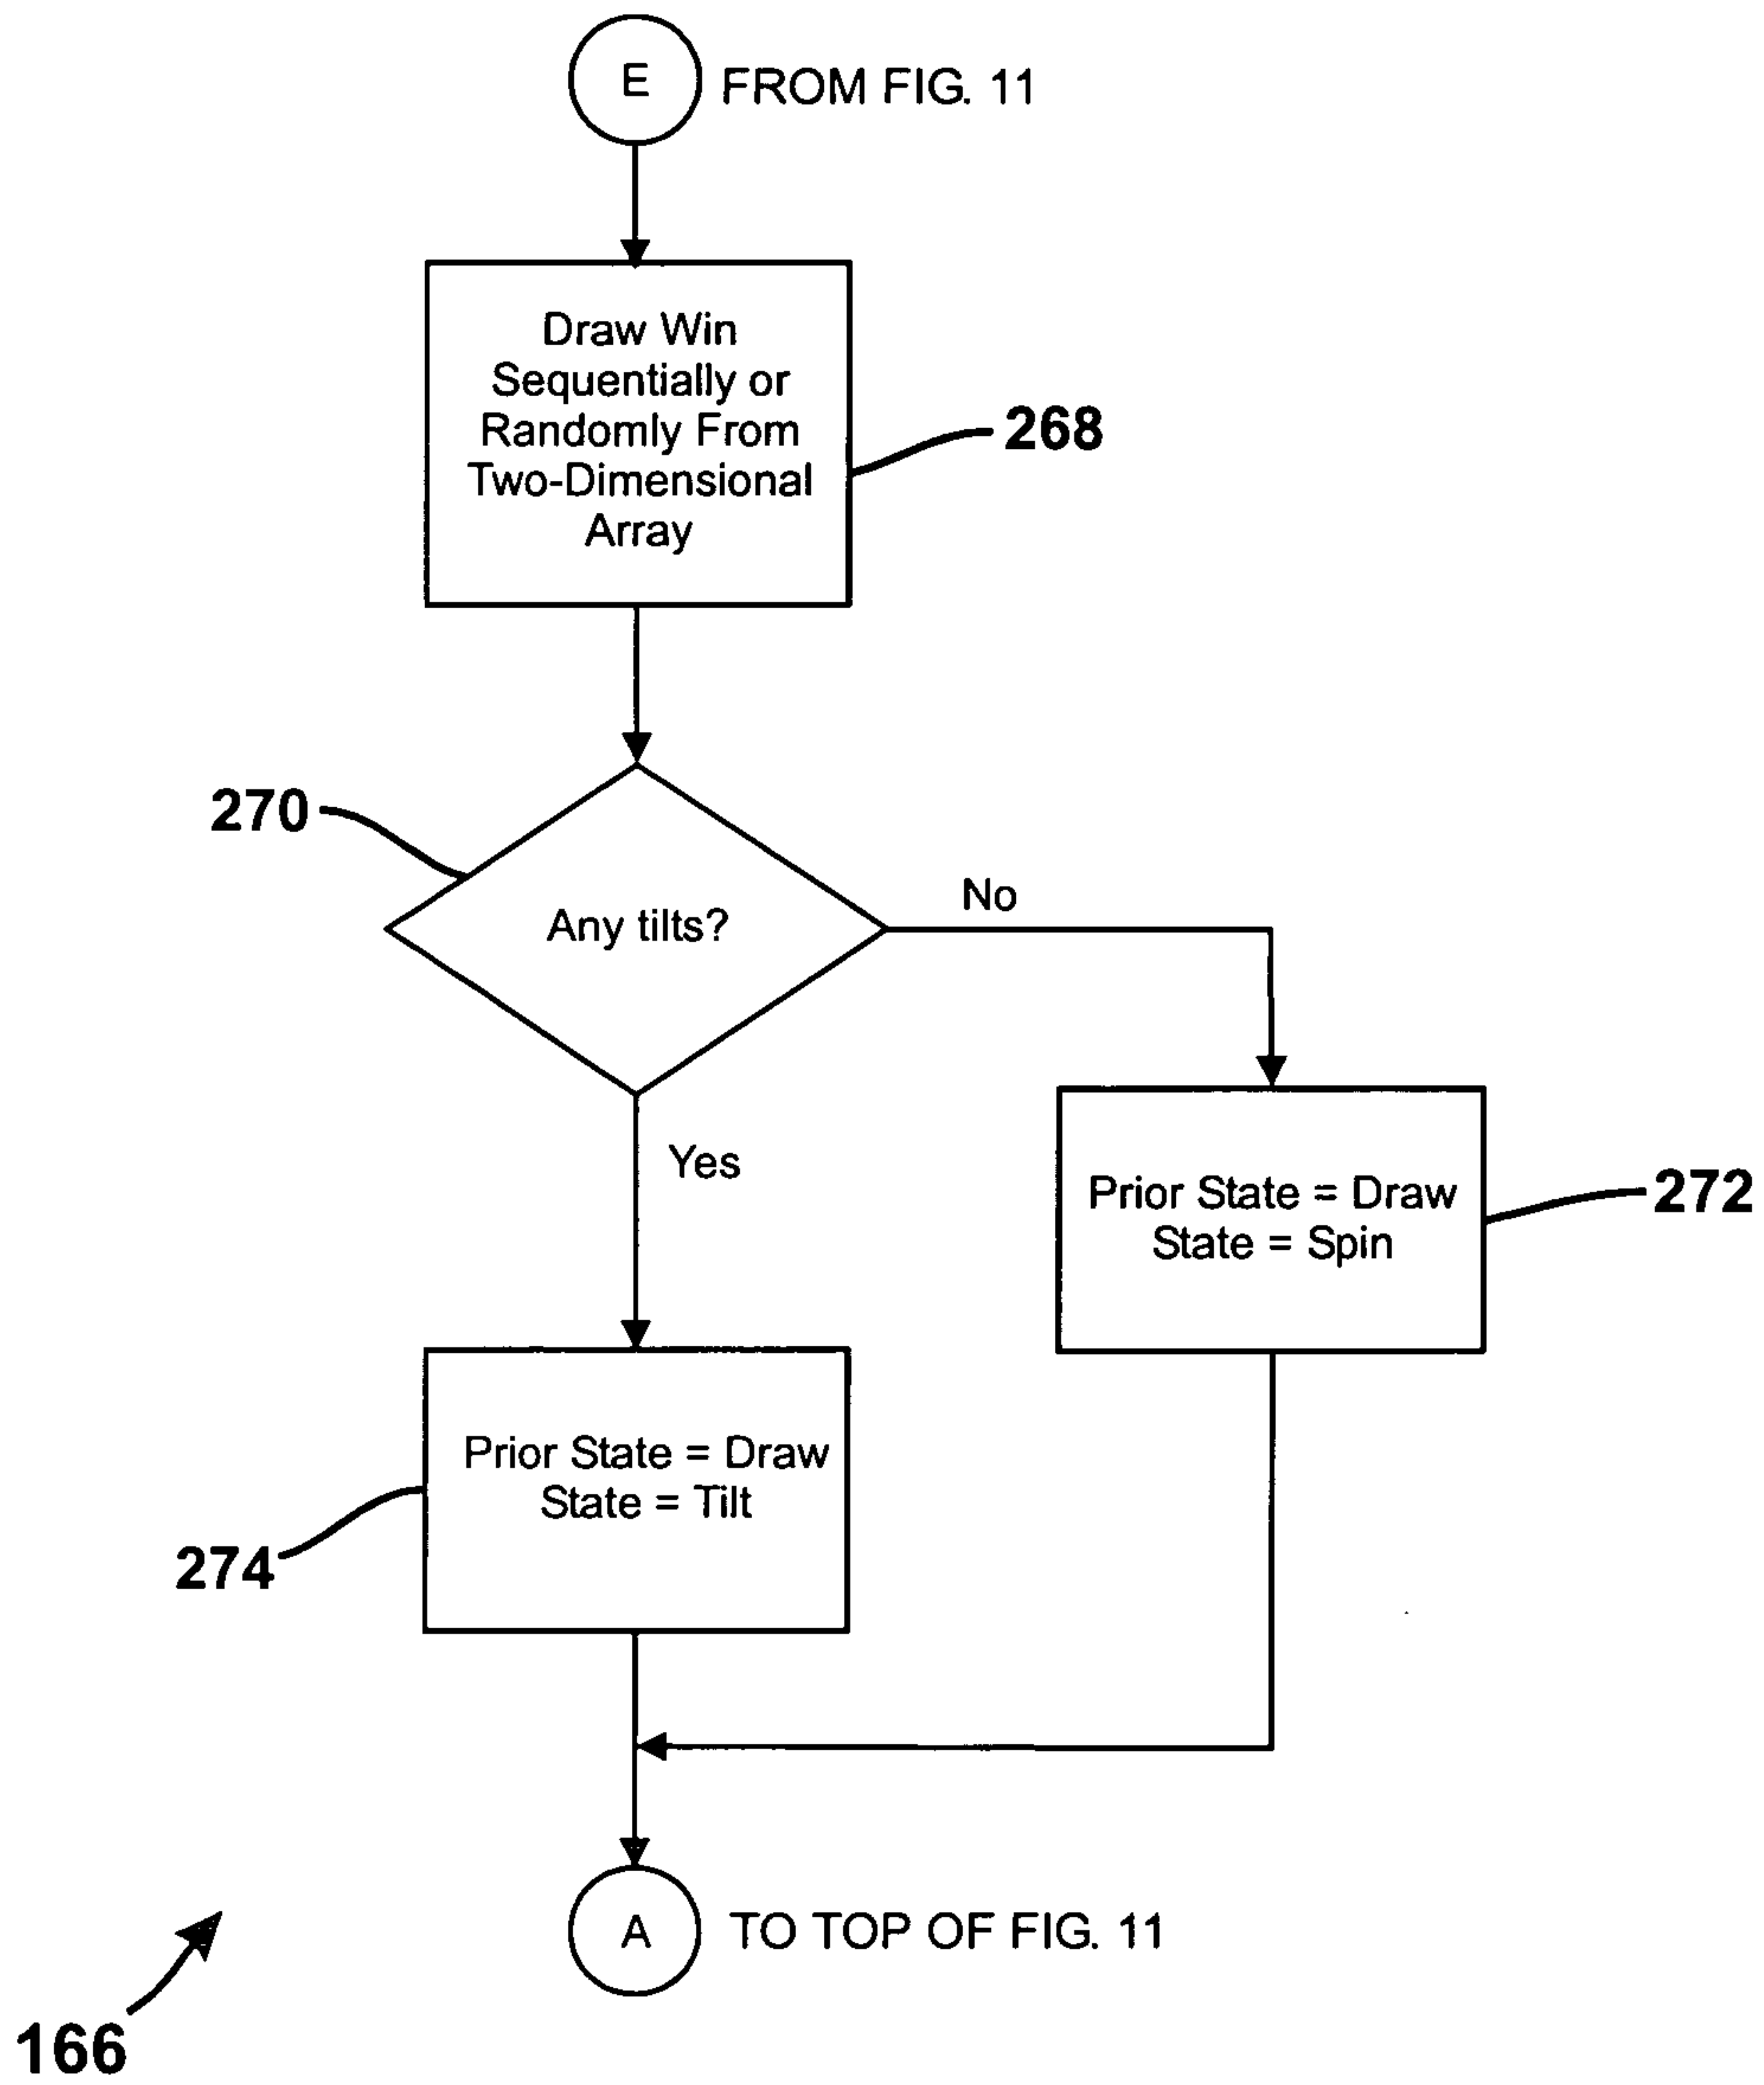 E
FROM FIG. 11
Draw Win
Sequentially or
Randomly From
Two-Dimensional
Array
268
270
Any tilts?
No
Yes
Prior State = Draw
State = Spin
272
Prior State = Draw
State = Tilt
274
A
TO TOP OF FIG. 11
166